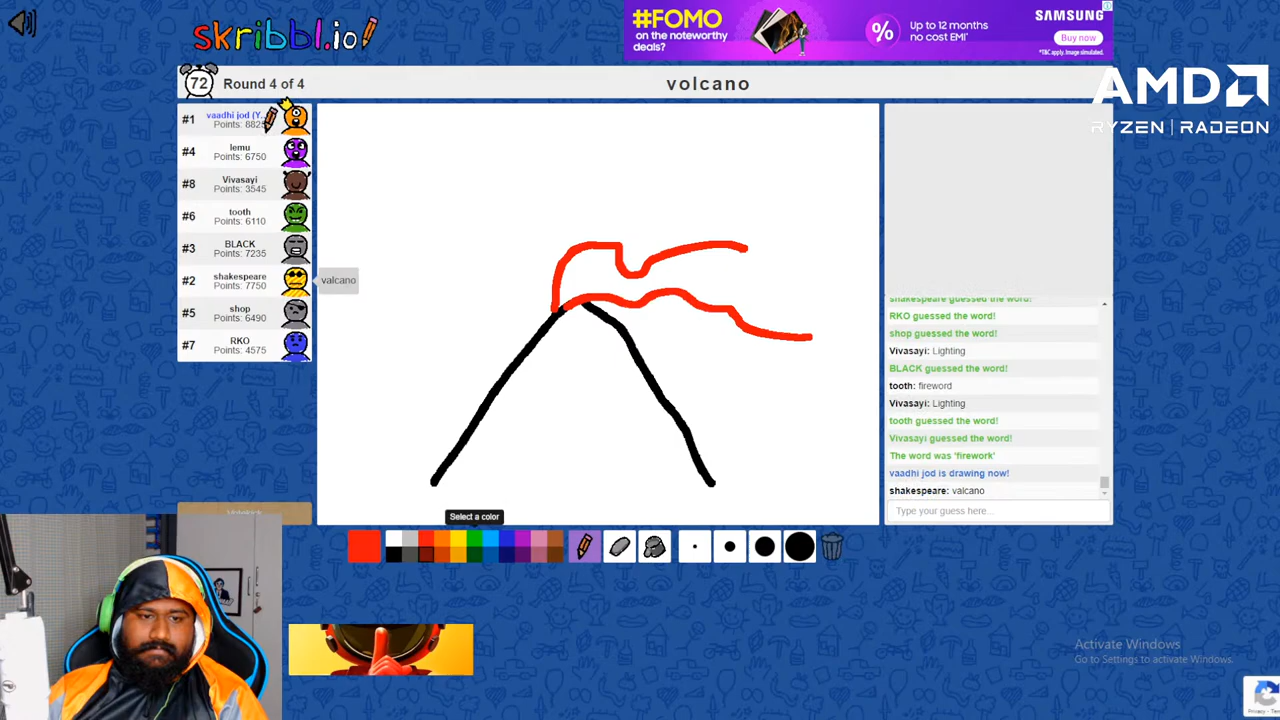 skribbl.io!
#FOMO
on the noteworthy
deals?
%
Up to 12 months
no cost EMI*
SAMSUNG
Buy now
*T&C apply. Image simulated.
72
Round 4 of 4
volcano
AMD
RYZEN | RADEON
#1
vaadhi jod (Y...
Points: 8825
#4
lemu
Points: 6750
#8
Vivasayi
Points: 3545
#6
tooth
Points: 6110
#3
BLACK
Points: 7235
#2
shakespeare
Points: 7750
valcano
#5
shop
Points: 6490
#7
RKO
Points: 4575
shakespeare guessed the word!
RKO guessed the word!
shop guessed the word!
Vivasayi: Lighting
BLACK guessed the word!
tooth: fireword
Vivasayi: Lighting
tooth guessed the word!
Vivasayi guessed the word!
The word was 'firework'
vaadhi jod is drawing now!
shakespeare: valcano
Type your guess here...
Select a color
Activate Windows
Go to Settings to activate Windows.